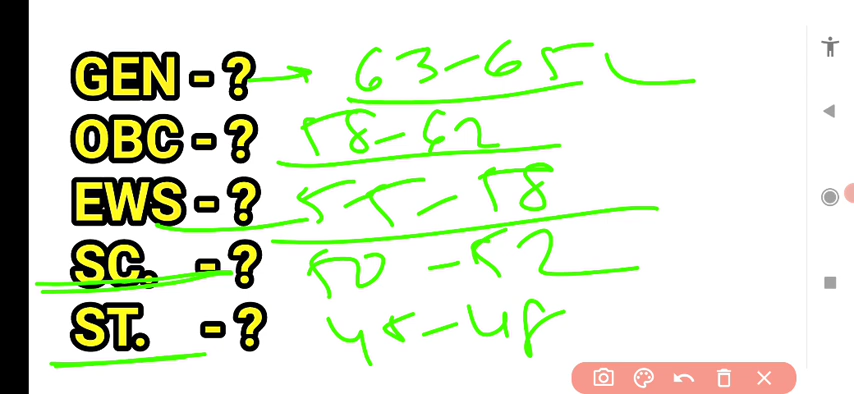 GEN - ? → 63-65
OBC - ? 58-62
EWS - ? 55-58
SC. - ? 50-52
ST. - ? 45-48